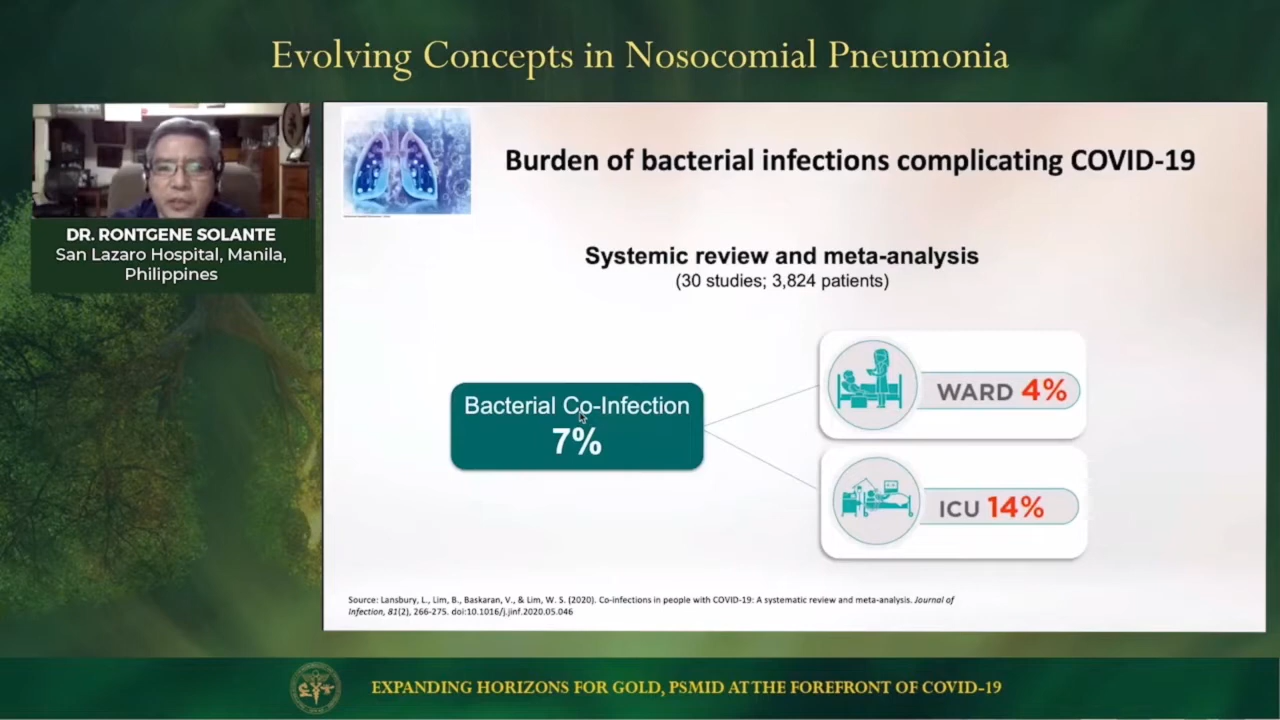 Evolving Concepts in Nosocomial Pneumonia
DR. RONTGENE SOLANTE
San Lazaro Hospital, Manila,
Philippines
Burden of bacterial infections complicating COVID-19
Systemic review and meta-analysis
(30 studies; 3,824 patients)
Bacterial Co-Infection
7%
WARD 4%
ICU 14%
Source: Lansbury, L., Lim, B., Baskaran, V., & Lim, W. S. (2020). Co-infections in people with COVID-19: A systematic review and meta-analysis. Journal of
Infection, 81(2), 266-275. doi:10.1016/j.jinf.2020.05.046
EXPANDING HORIZONS FOR GOLD, PSMID AT THE FOREFRONT OF COVID-19